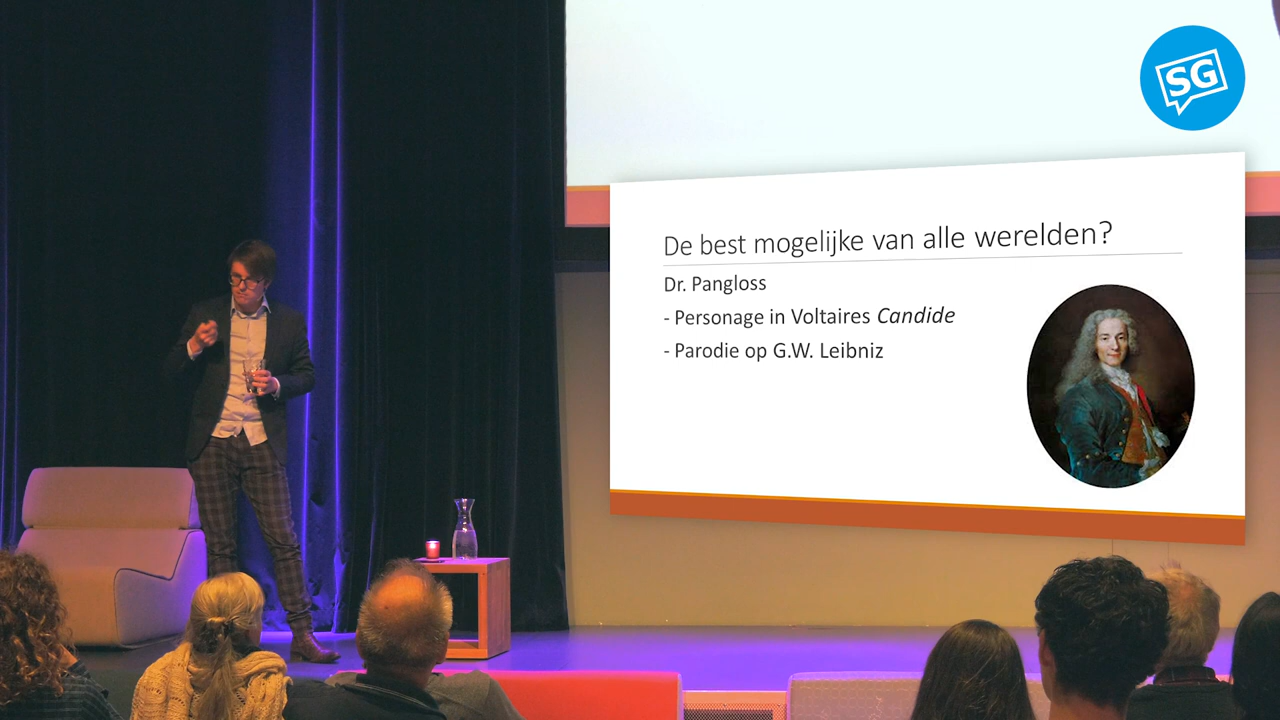 SG
De best mogelijke van alle werelden?
Dr. Pangloss
- Personage in Voltaires Candide
- Parodie op G.W. Leibniz